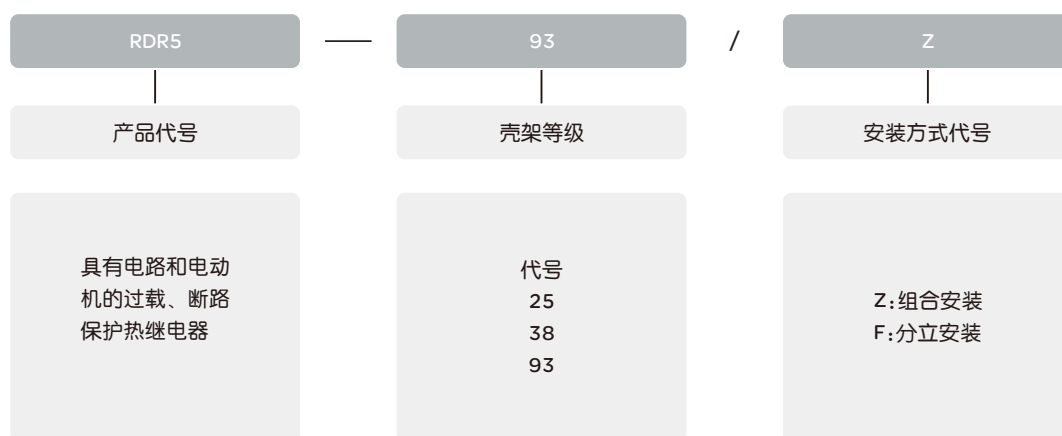 RDR5 — 93 / Z
产品代号 壳架等级 安装方式代号
具有电路和电动
机的过载、断路
保护热继电器
代号
25
38
93
Z:组合安装
F:分立安装